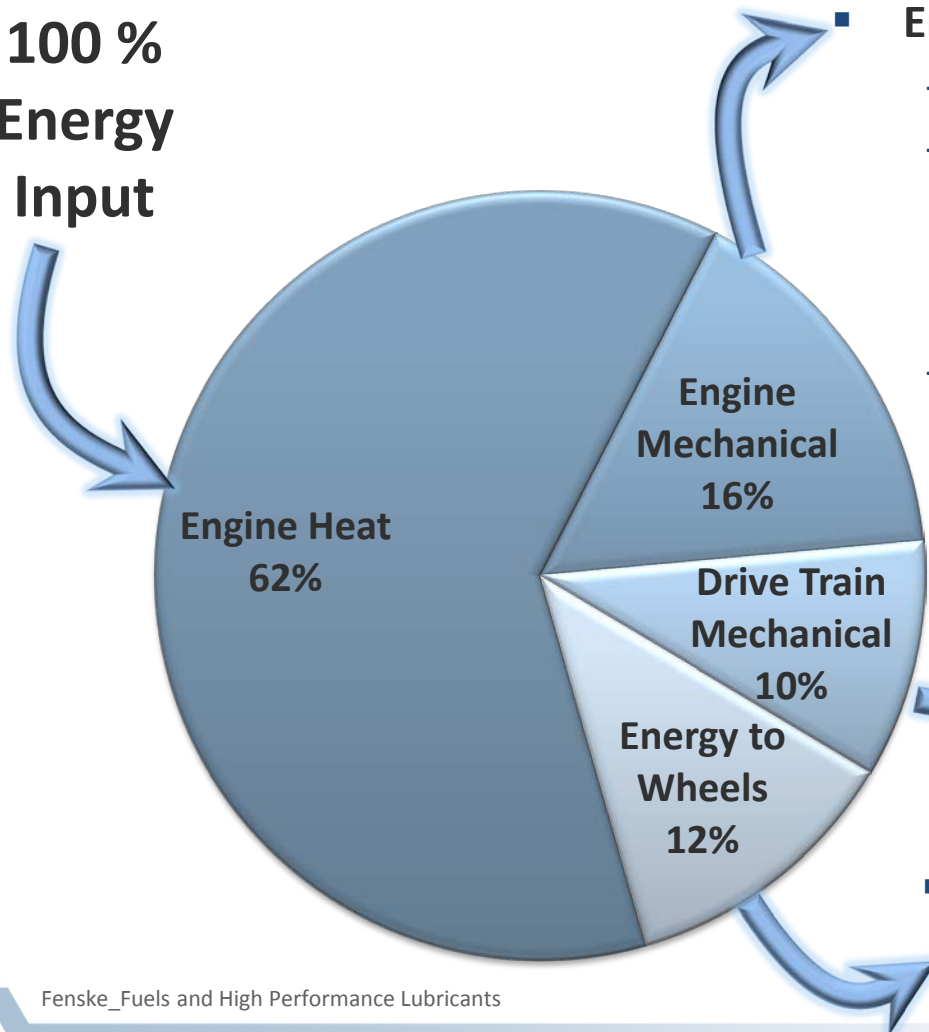 100 %
Energy
Input
Engine
Mechanical
16%
Engine Heat
62%
Drive Train
Mechanical
10%
Energy to
Wheels
12%
Fenske_Fuels and High Performance Lubricants